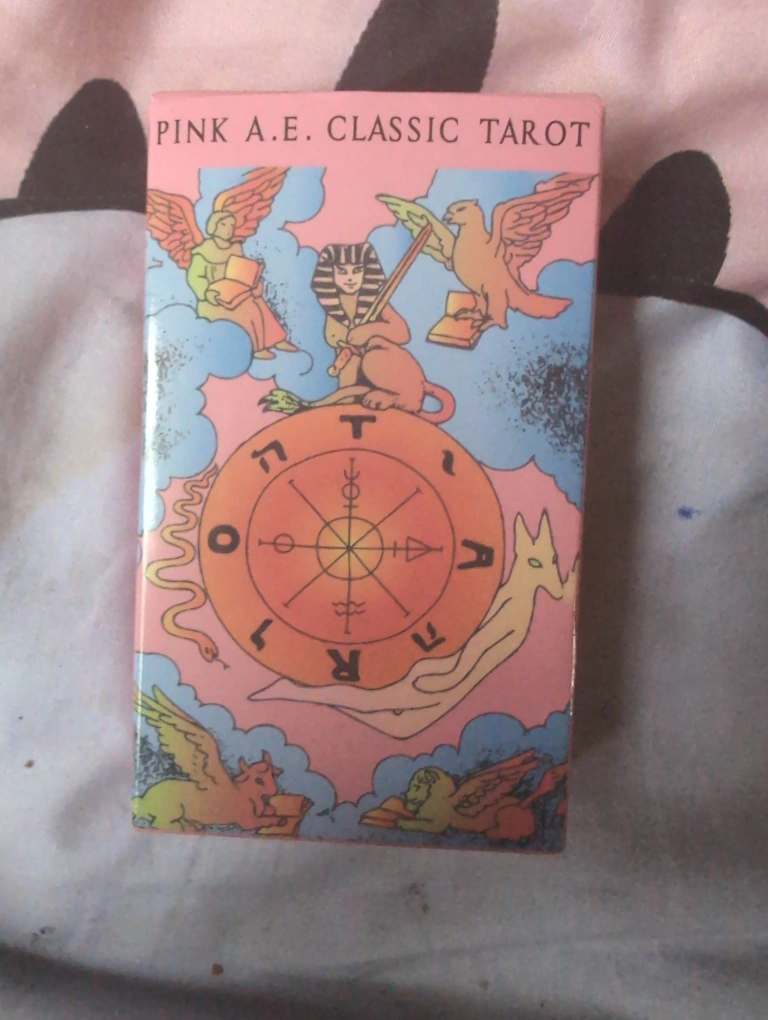 PINK A.E. CLASSIC TAROT
T
י
A
ה
R
ו
O
ה